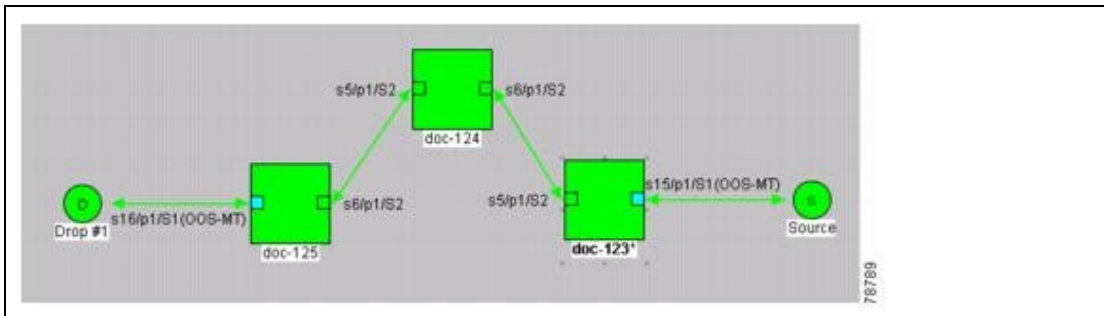 s5/p1/S2
s6/p1/S2
doc-124
D
s16/p1/S1(OOS-MT)
Drop #1
s6/p1/S2
doc-125
s5/p1/S2
s15/p1/S1(OOS-MT)
doc-123*
S
Source
78789